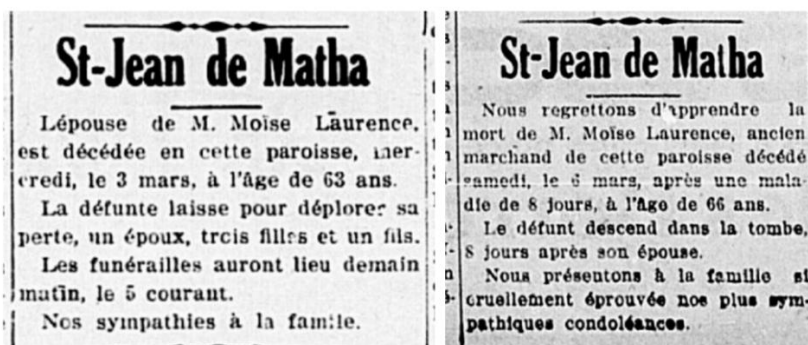 St-Jean de Matha
Lépouse de M. Moïse Laurence,
est décédée en cette paroisse, mer-
credi, le 3 mars, à l'âge de 63 ans.
La défunte laisse pour déplorer sa
perte, un époux, trois filles et un fils.
Les funérailles auront lieu demain
matin, le 5 courant.
Nos sympathies à la famile.
St-Jean de Matha
Nous regrettons d'apprendre la
mort de M. Moïse Laurence, ancien
marchand de cette paroisse décédé
samedi, le 6 mars, après une mala-
die de 8 jours, à l'âge de 66 ans.
Le défunt descend dans la tombe,
8 jours après son épouse.
Nous présentons à la famille si
cruellement éprouvée nos plus sym-
pathiques condoléances.